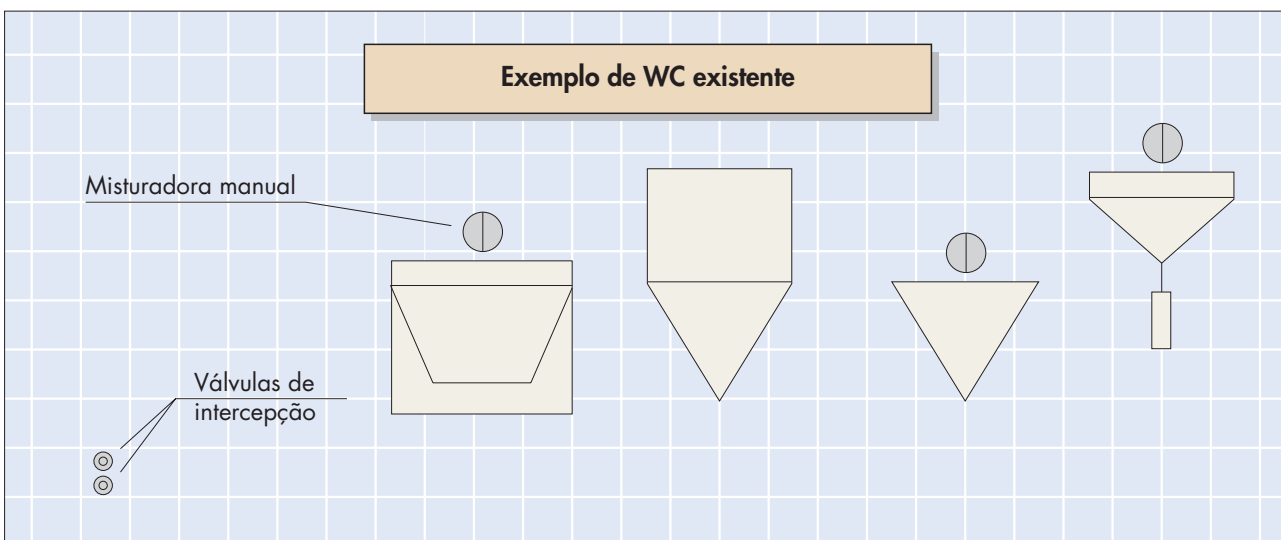 Exemplo de WC existente
Misturadora manual
Válvulas de
intercepção